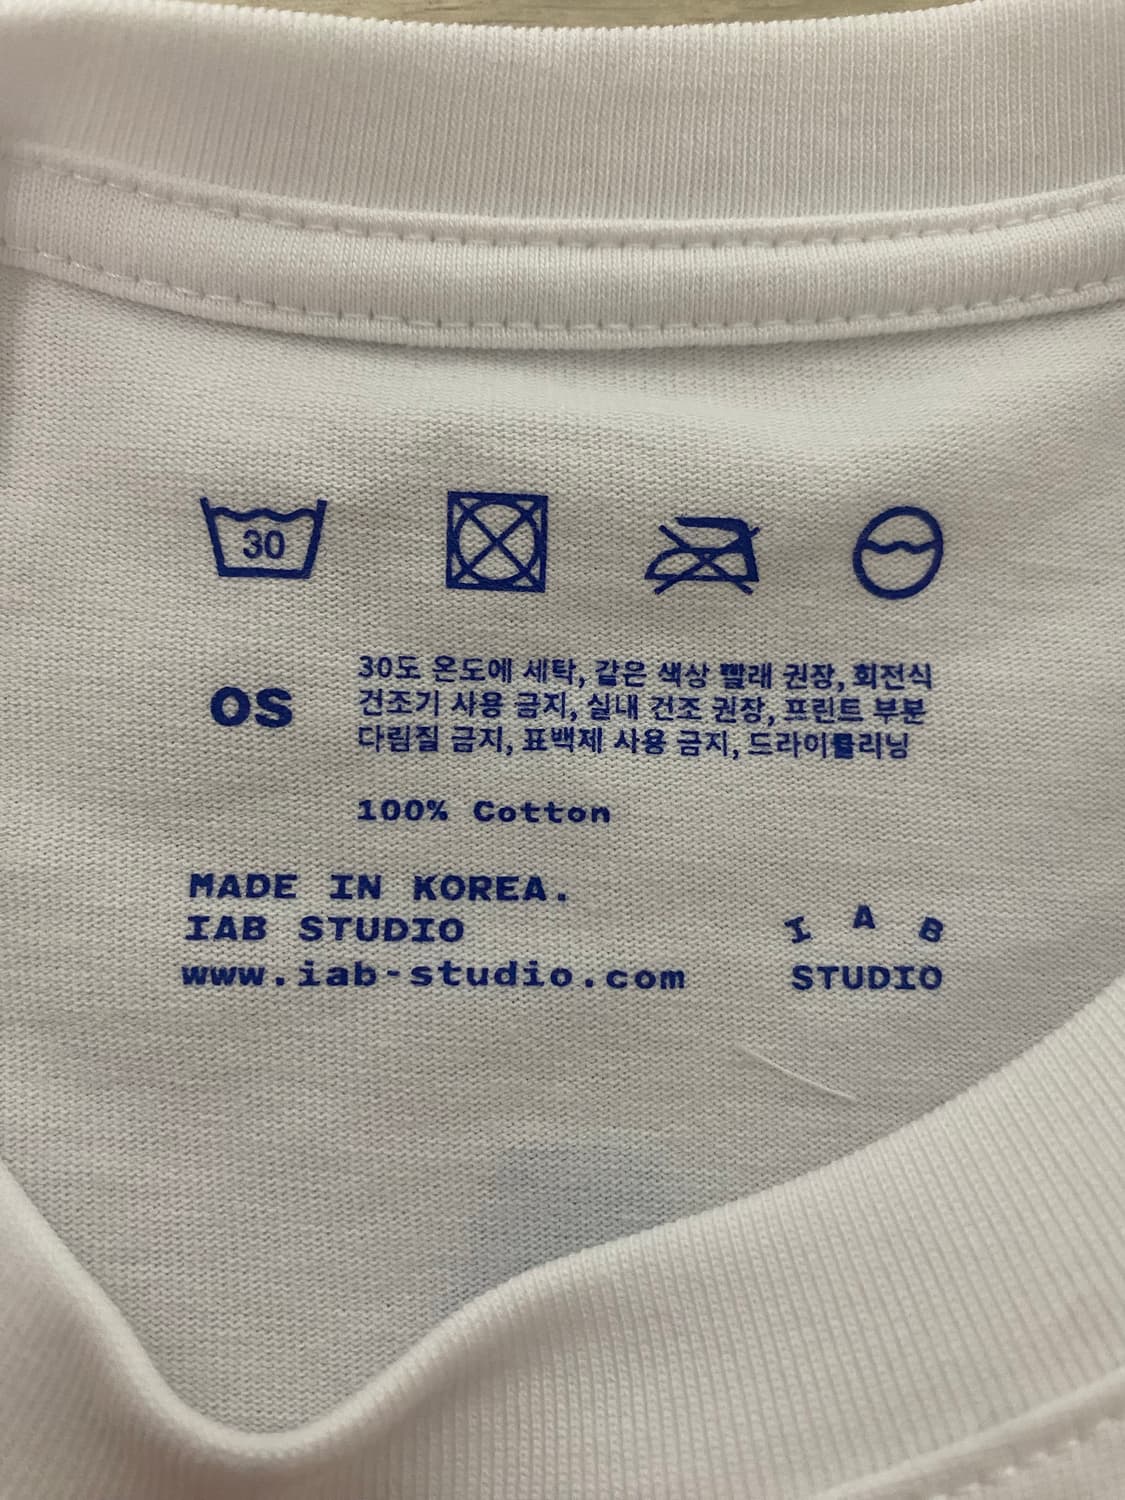 30
OS
30도 온도에 세탁, 같은 색상 빨래 권장, 회전식
건조기 사용 금지, 실내 건조 권장, 프린트 부분
다림질 금지, 표백제 사용 금지, 드라이클리닝
100% Cotton
MADE IN KOREA.
IAB STUDIO
www.iab-studio.com
I A B
STUDIO